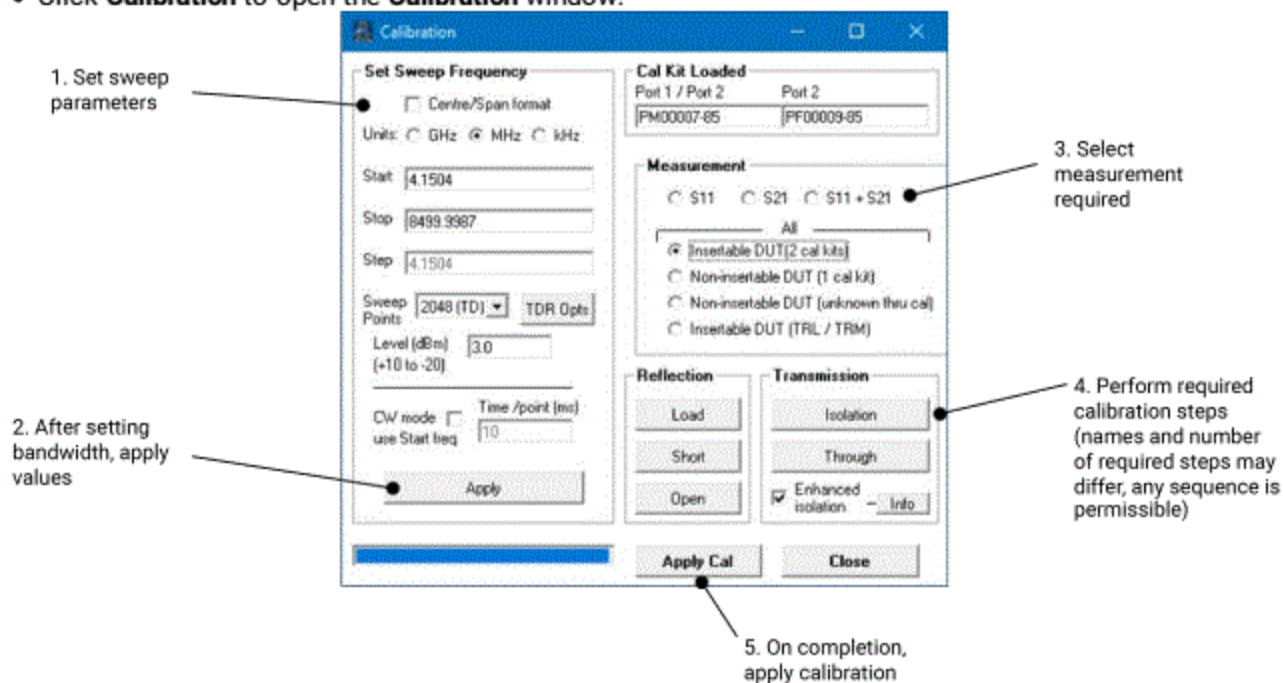 • Click Calibration to open the Calibration window.
Calibration
1. Set sweep
parameters
Set Sweep Frequency
Centre/Span format
Units: GHz MHz kHz
Start 4.1504
Stop 8499.9987
Step 4.1504
Sweep
Points
2048 (TD)
TDR Opts
Level (dBm)
(+10 to -20)
3.0
CW mode
use Start freq
Time /point (ms)
10
2. After setting
bandwidth, apply
values
Apply
Cal Kit Loaded
Port 1 / Port 2 Port 2
PM00007-85 PF00009-85
Measurement
S11 S21 S11 + S21
All
Insertable DUT(2 cal kits)
Non-insertable DUT (1 cal kit)
Non-insertable DUT (unknown thru cal)
Insertable DUT (TRL / TRM)
3. Select
measurement
required
Reflection
Load
Short
Open
Transmission
Isolation
Through
Enhanced
isolation
– Info
4. Perform required
calibration steps
(names and number
of required steps may
differ, any sequence is
permissible)
Apply Cal
Close
5. On completion,
apply calibration